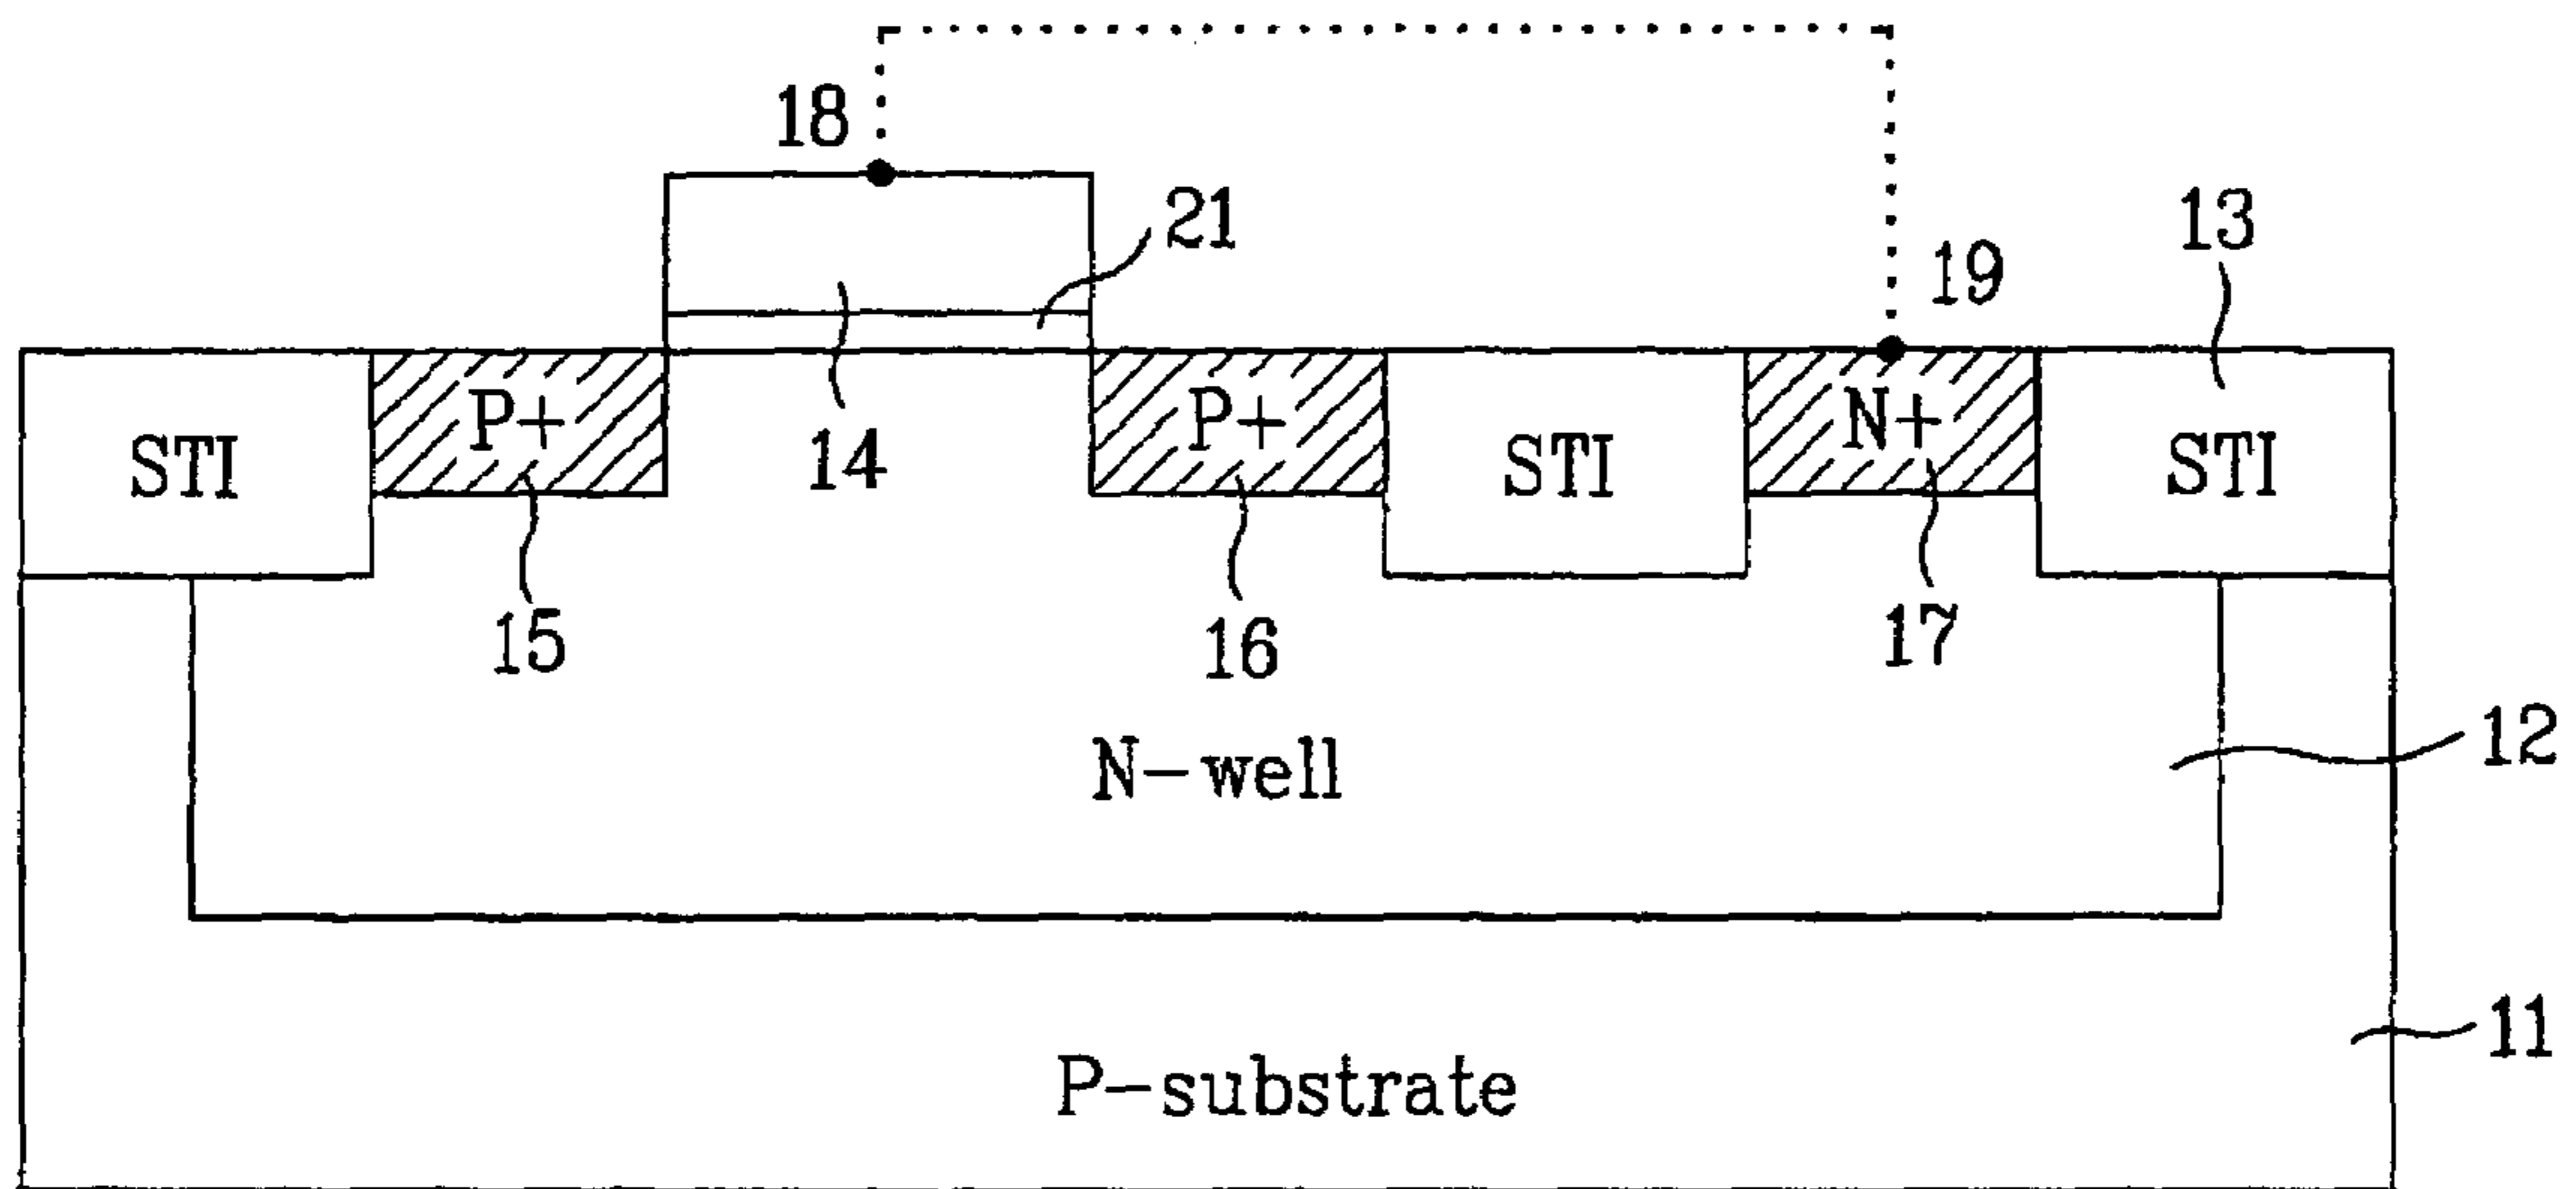 18
21
13
19
P+
P+
N+
STI
14
STI
STI
15
16
17
12
N-well
11
P-substrate